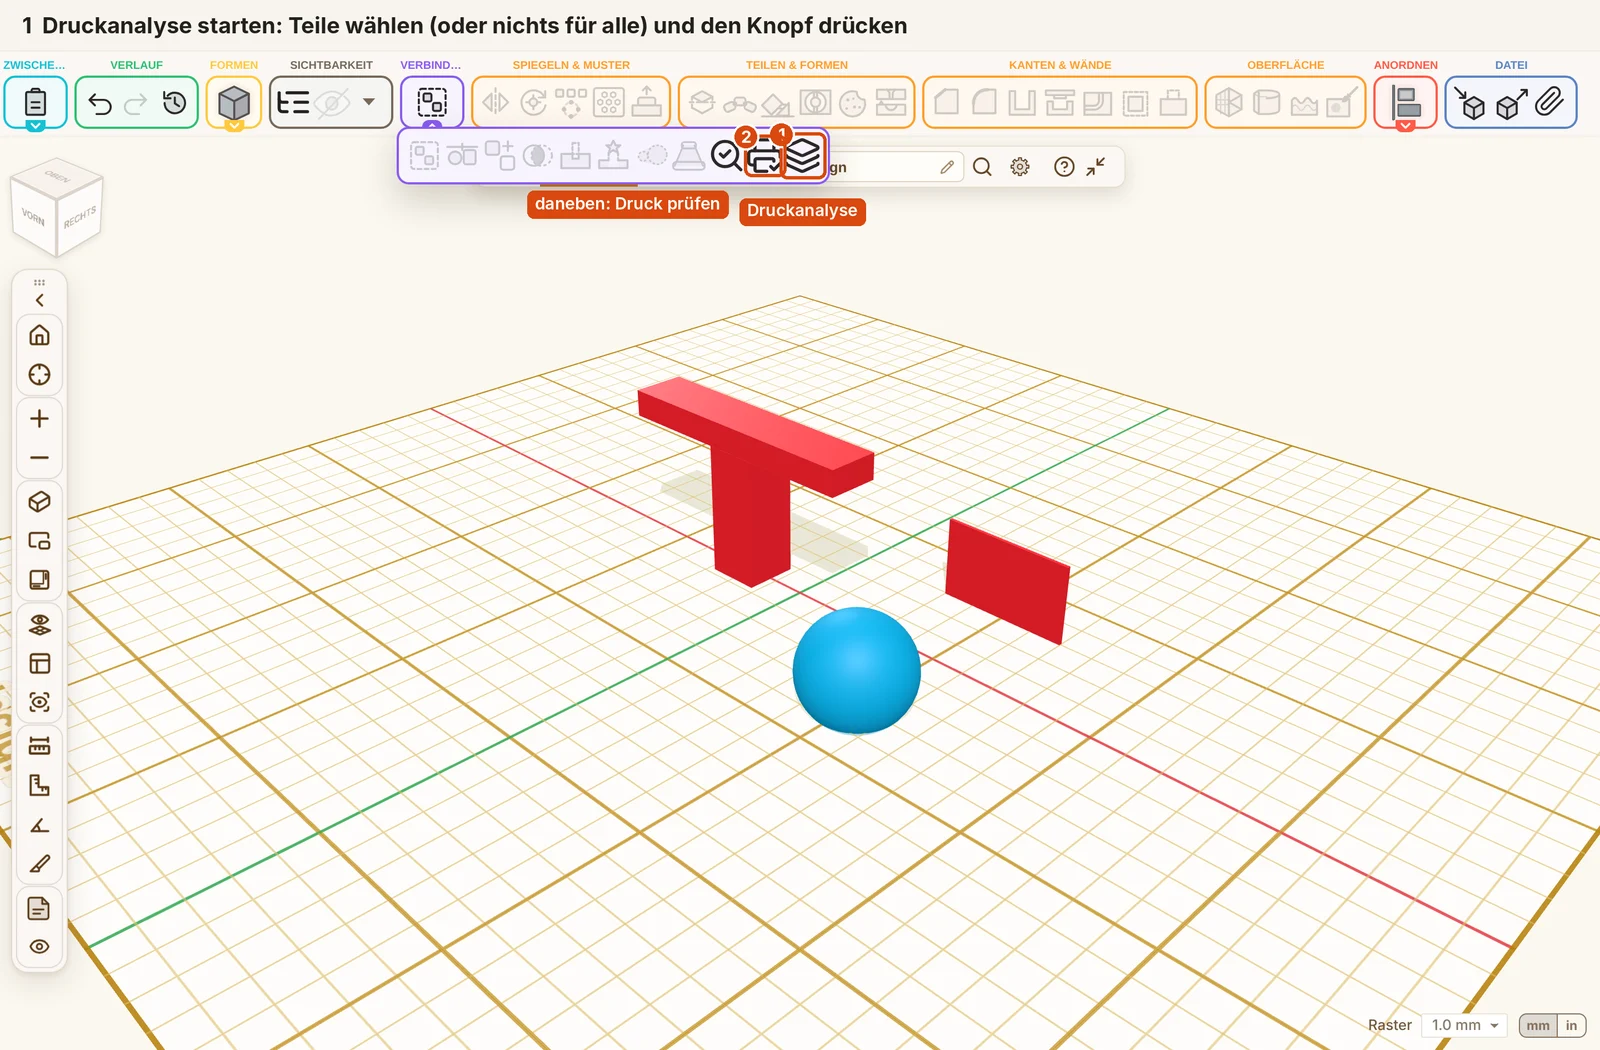 1 Druckanalyse starten: Teile wählen (oder nichts für alle) und den Knopf drücken
ZWISCHE...
VERLAUF
FORMEN
SICHTBARKEIT
VERBIND...
SPIEGELN & MUSTER
TEILEN & FORMEN
KANTEN & WÄNDE
OBERFLÄCHE
ANORDNEN
DATEI
2
1
gn
daneben: Druck prüfen
Druckanalyse
OBEN
VORN
RECHTS
Raster
1.0 mm
mm
in